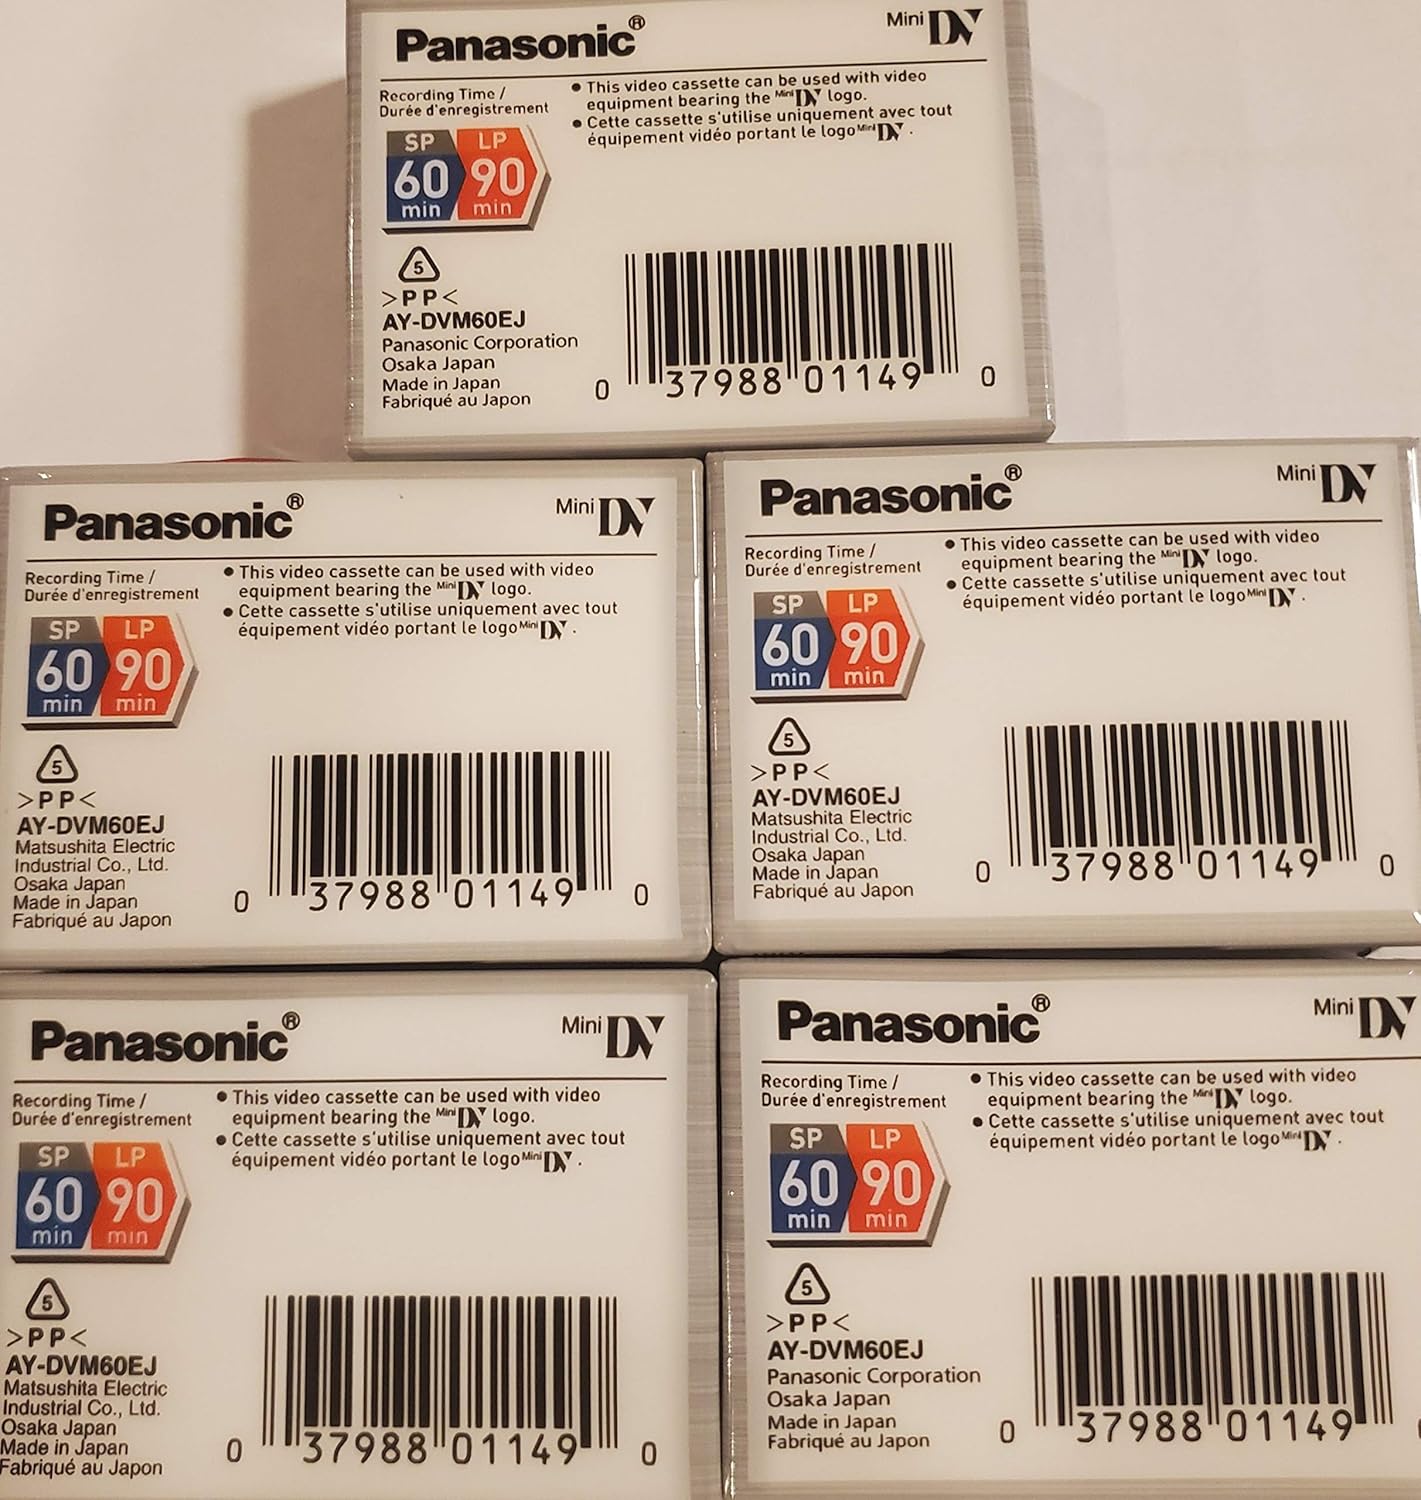 Panasonic®
Mini DV
Recording Time /
Durée d'enregistrement
SP LP
60 90
min min
• This video cassette can be used with video
equipment bearing the Mini DV logo.
• Cette cassette s'utilise uniquement avec tout
équipement vidéo portant le logo Mini DV .
5
>PP<
AY-DVM60EJ
Panasonic Corporation
Osaka Japan
Made in Japan
Fabriqué au Japon
0 37988 01149 0
Panasonic®
Mini DV
Recording Time /
Durée d'enregistrement
SP LP
60 90
min min
• This video cassette can be used with video
equipment bearing the Mini DV logo.
• Cette cassette s'utilise uniquement avec tout
équipement vidéo portant le logo Mini DV .
5
>PP<
AY-DVM60EJ
Matsushita Electric
Industrial Co., Ltd.
Osaka Japan
Made in Japan
Fabriqué au Japon
0 37988 01149 0
Panasonic®
Mini DV
Recording Time /
Durée d'enregistrement
SP LP
60 90
min min
• This video cassette can be used with video
equipment bearing the Mini DV logo.
• Cette cassette s'utilise uniquement avec tout
équipement vidéo portant le logo Mini DV .
5
>PP<
AY-DVM60EJ
Matsushita Electric
Industrial Co., Ltd.
Osaka Japan
Made in Japan
Fabriqué au Japon
0 37988 01149 0
Panasonic®
Mini DV
Recording Time /
Durée d'enregistrement
SP LP
60 90
min min
• This video cassette can be used with video
equipment bearing the Mini DV logo.
• Cette cassette s'utilise uniquement avec tout
équipement vidéo portant le logo Mini DV .
5
>PP<
AY-DVM60EJ
Matsushita Electric
Industrial Co., Ltd.
Osaka Japan
Made in Japan
Fabriqué au Japon
0 37988 01149 0
Panasonic®
Mini DV
Recording Time /
Durée d'enregistrement
SP LP
60 90
min min
• This video cassette can be used with video
equipment bearing the Mini DV logo.
• Cette cassette s'utilise uniquement avec tout
équipement vidéo portant le logo Mini DV .
5
>PP<
AY-DVM60EJ
Panasonic Corporation
Osaka Japan
Made in Japan
Fabriqué au Japon
0 37988 01149